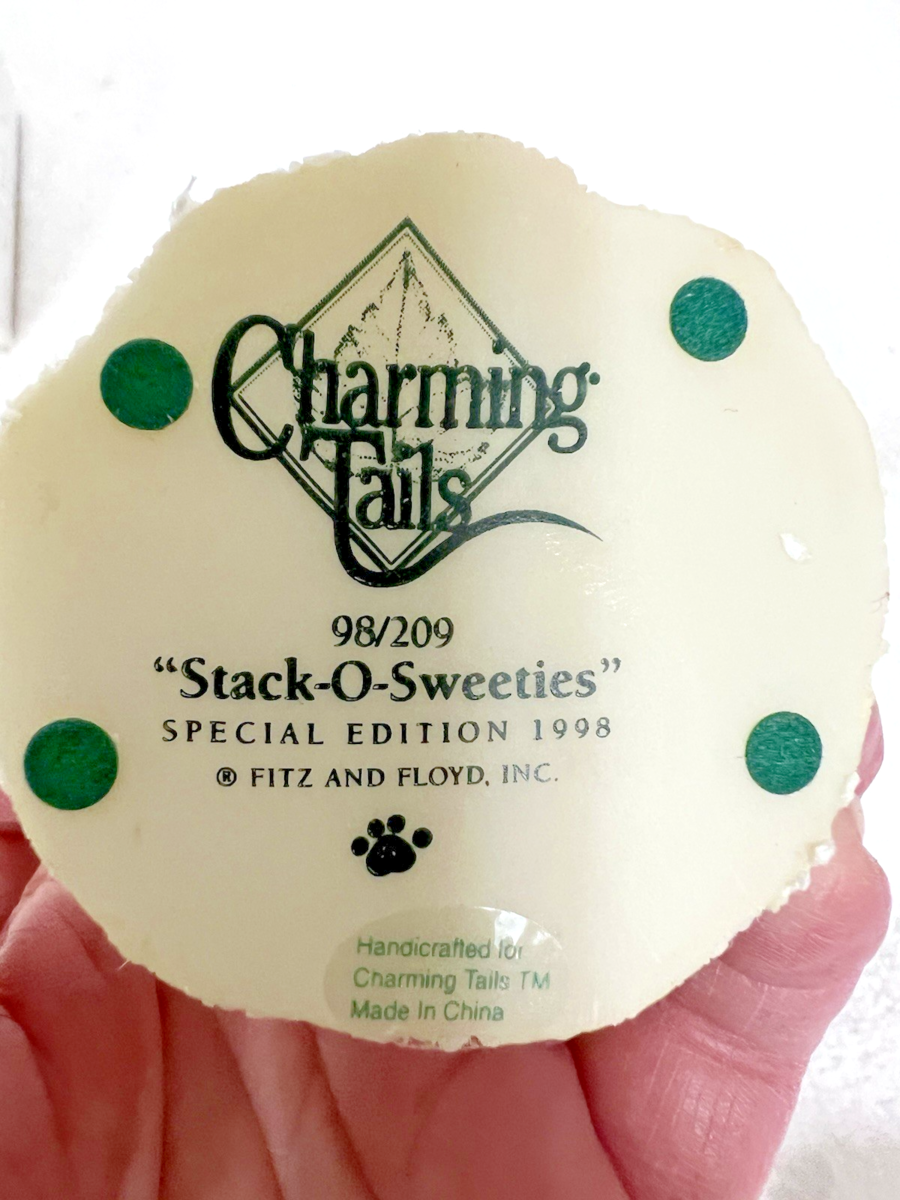 Charming
Tails
98/209
“Stack-O-Sweeties”
SPECIAL EDITION 1998
® FITZ AND FLOYD, INC.
Handicrafted for
Charming Tails TM
Made In China